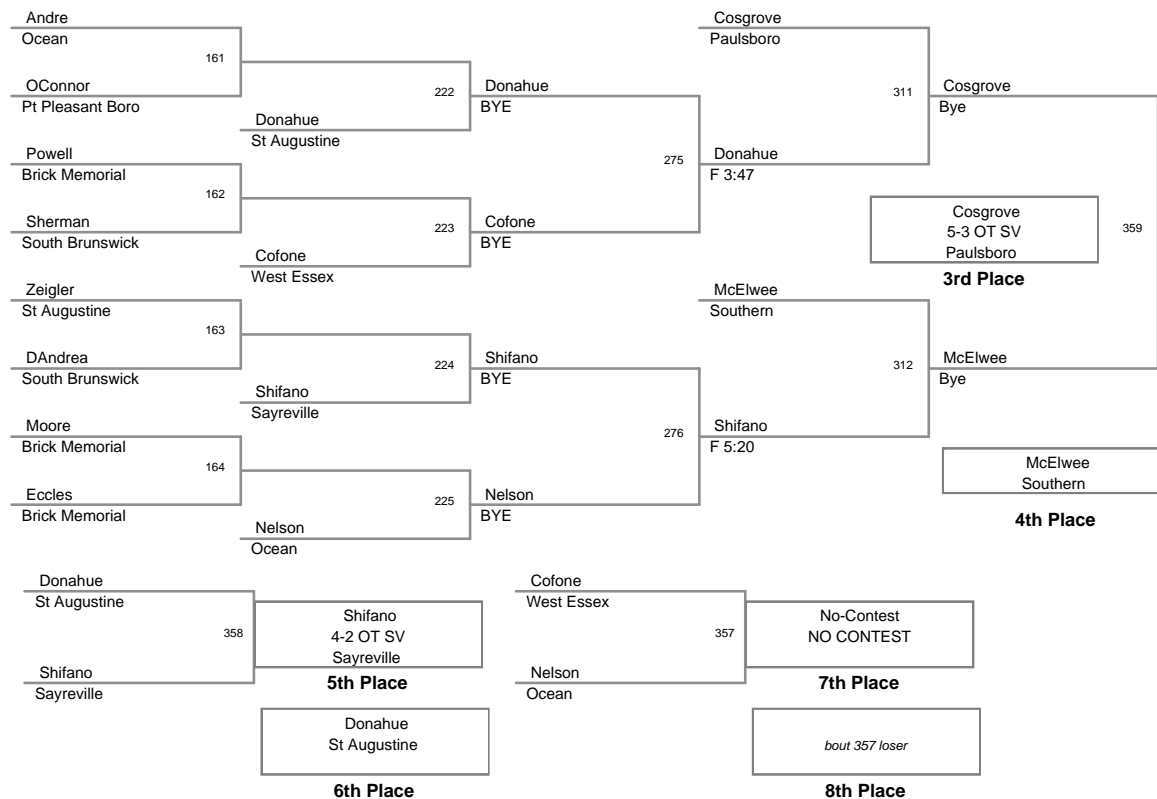 Andre
Ocean
161
OConnor
Pt Pleasant Boro
Powell
Brick Memorial
162
Sherman
South Brunswick
Zeigler
St Augustine
163
DAndrea
South Brunswick
Moore
Brick Memorial
164
Eccles
Brick Memorial
222
Donahue
St Augustine
223
Cofone
West Essex
224
Shifano
Sayreville
225
Nelson
Ocean
Donahue
BYE
275
Cofone
BYE
Shifano
BYE
276
Nelson
BYE
Cosgrove
Paulsboro
311
Donahue
F 3:47
McElwee
Southern
312
Shifano
F 5:20
Cosgrove
Bye
359
McElwee
Bye
Cosgrove
5-3 OT SV
Paulsboro
3rd Place
McElwee
Southern
4th Place
Donahue
St Augustine
358
Shifano
Sayreville
Shifano
4-2 OT SV
Sayreville
5th Place
Donahue
St Augustine
6th Place
Cofone
West Essex
357
Nelson
Ocean
No-Contest
NO CONTEST
7th Place
bout 357 loser
8th Place